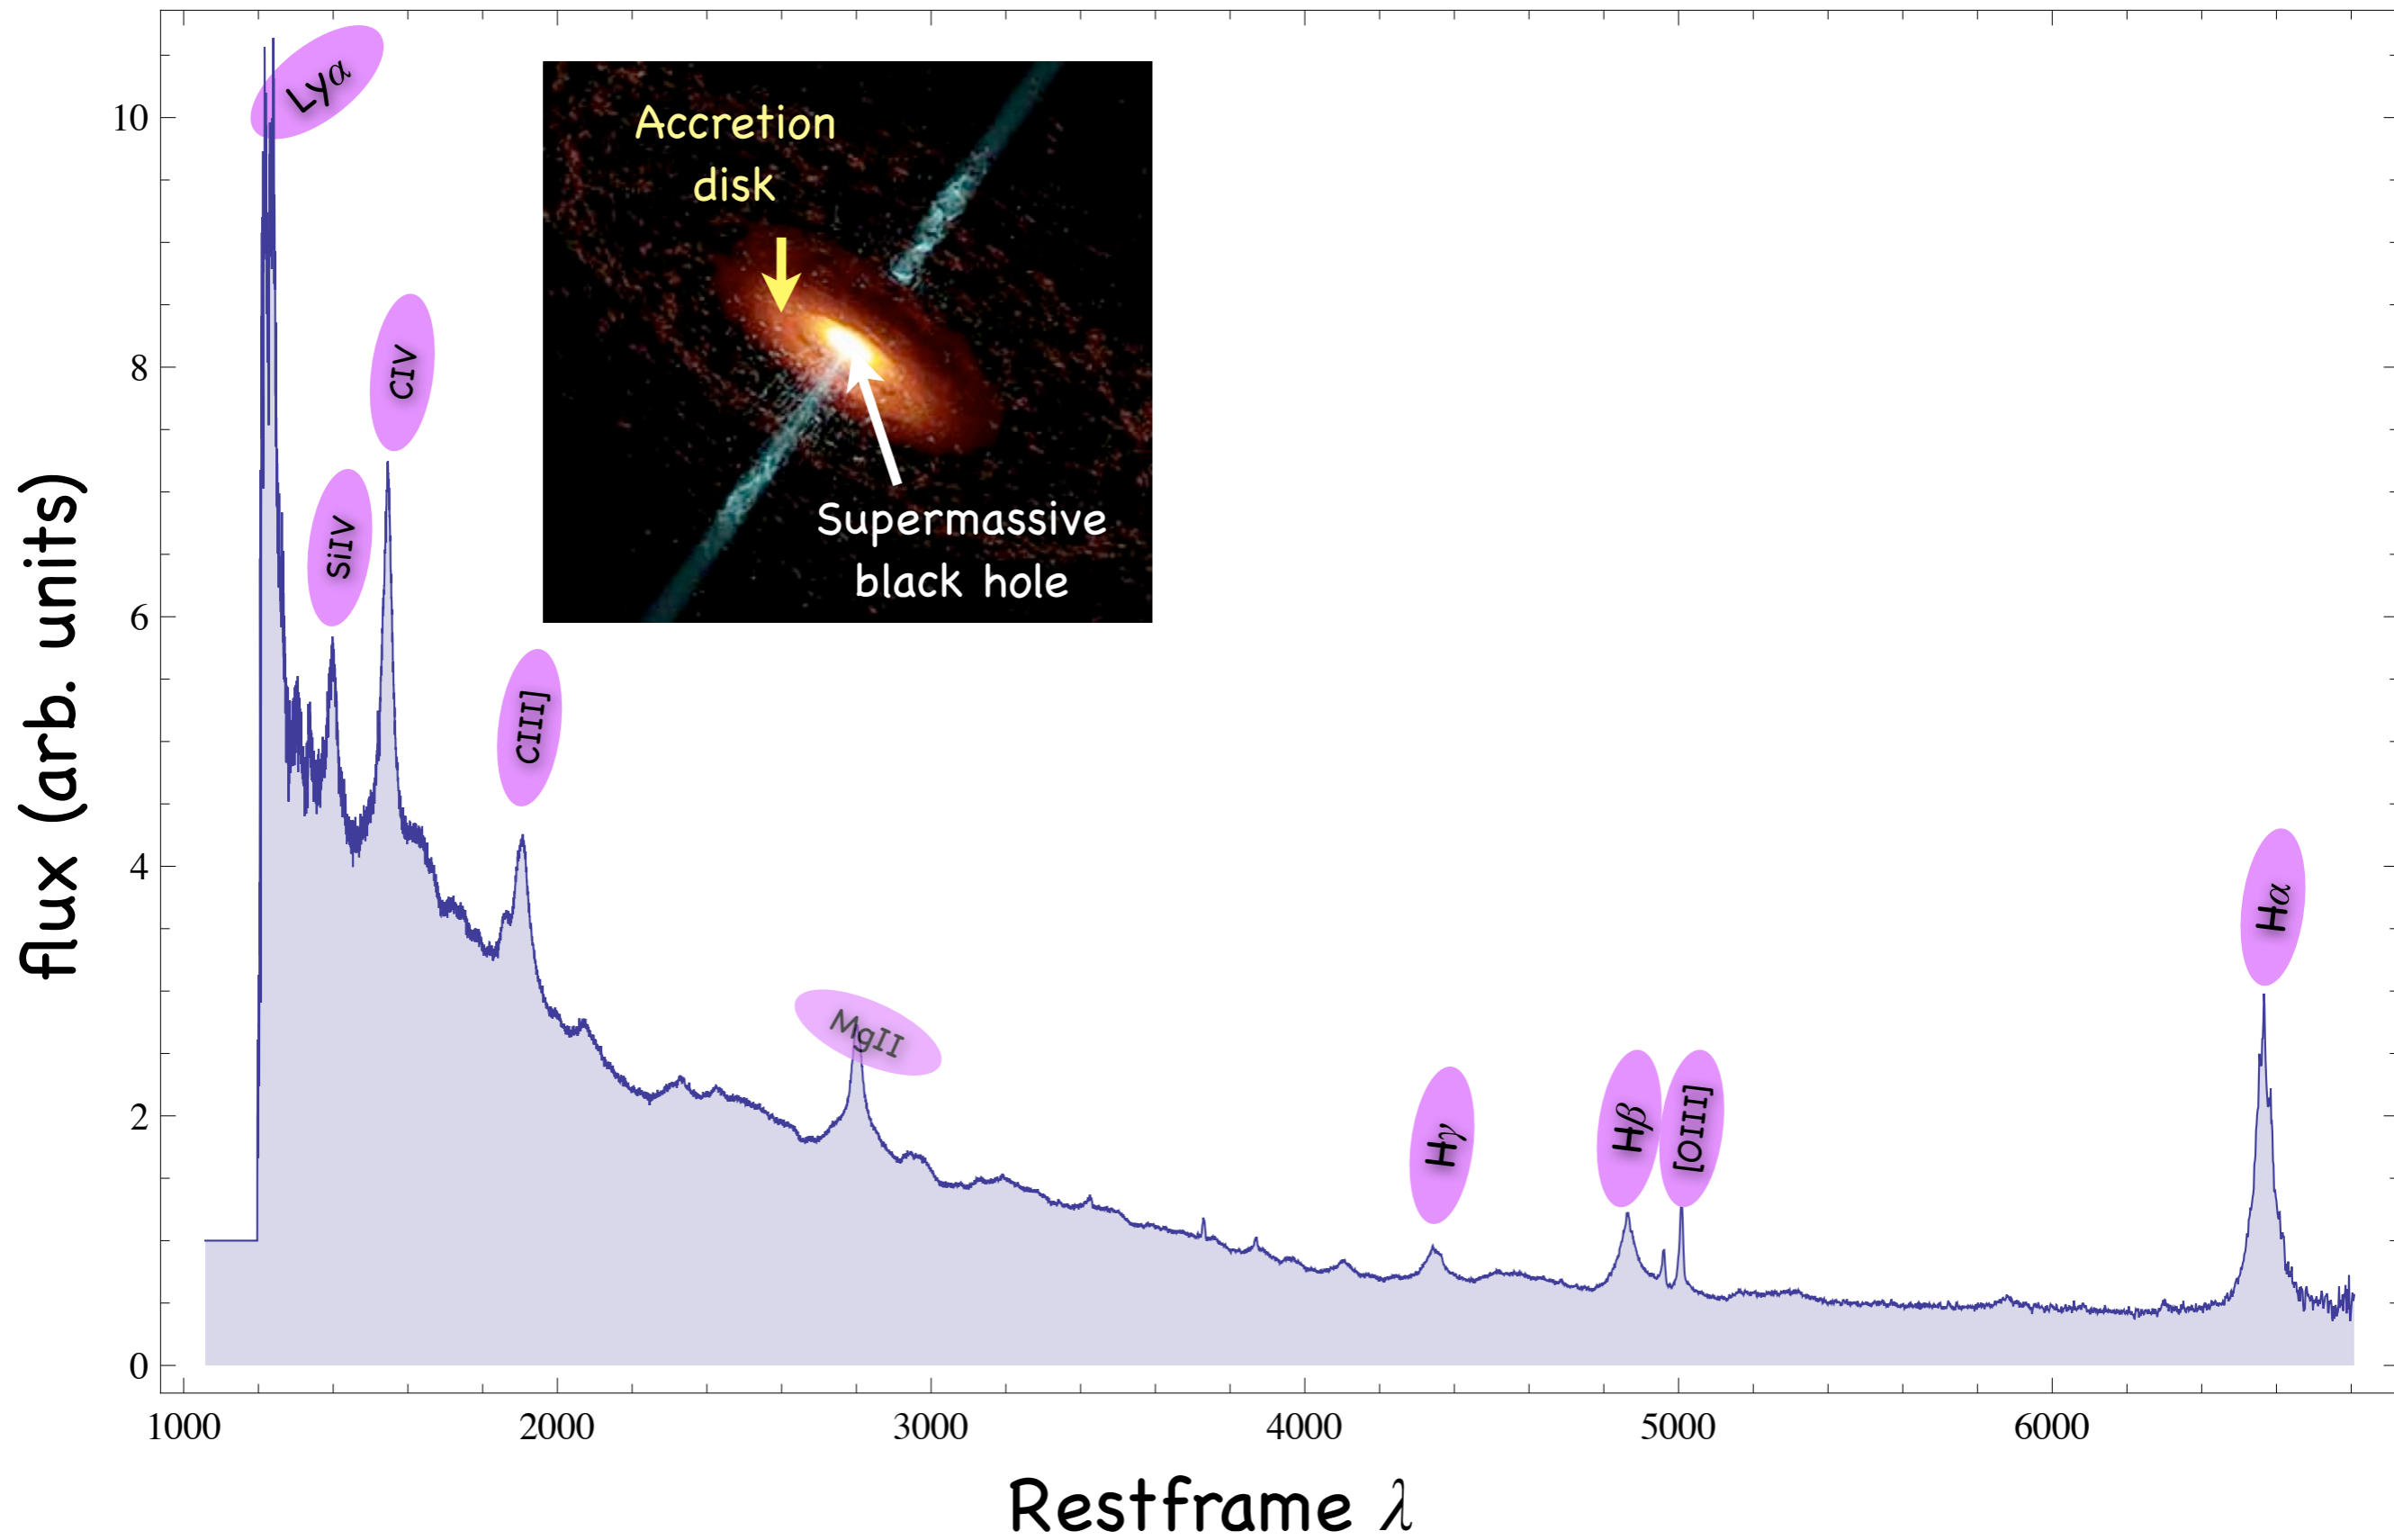 Lyα
10
Accretion
disk
CIV
8
SiIV
Supermassive
black hole
6
CIII]
flux (arb. units)
4
Hα
MgII
Hγ
Hβ
[OIII]
2
0
1000 2000 3000 4000 5000 6000
Restframe λ